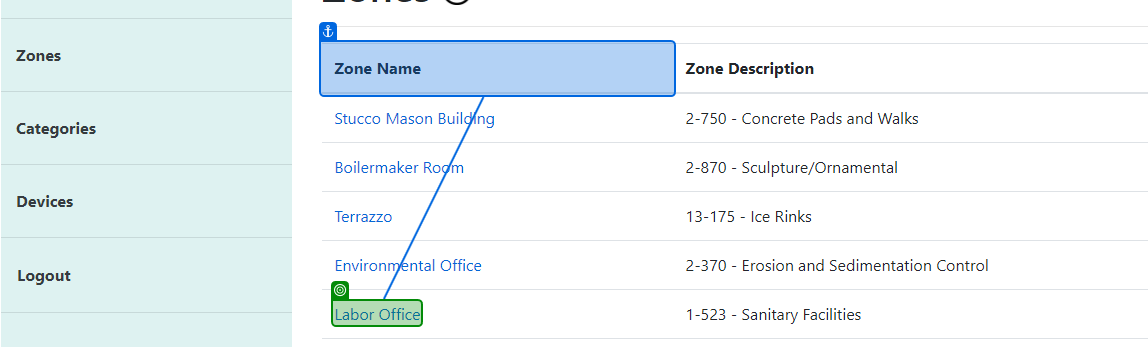 Zones
Zones
Categories
Devices
Logout
Zone Name Zone Description
Stucco Mason Building 2-750 - Concrete Pads and Walks
Boilermaker Room 2-870 - Sculpture/Ornamental
Terrazzo 13-175 - Ice Rinks
Environmental Office 2-370 - Erosion and Sedimentation Control
Labor Office 1-523 - Sanitary Facilities